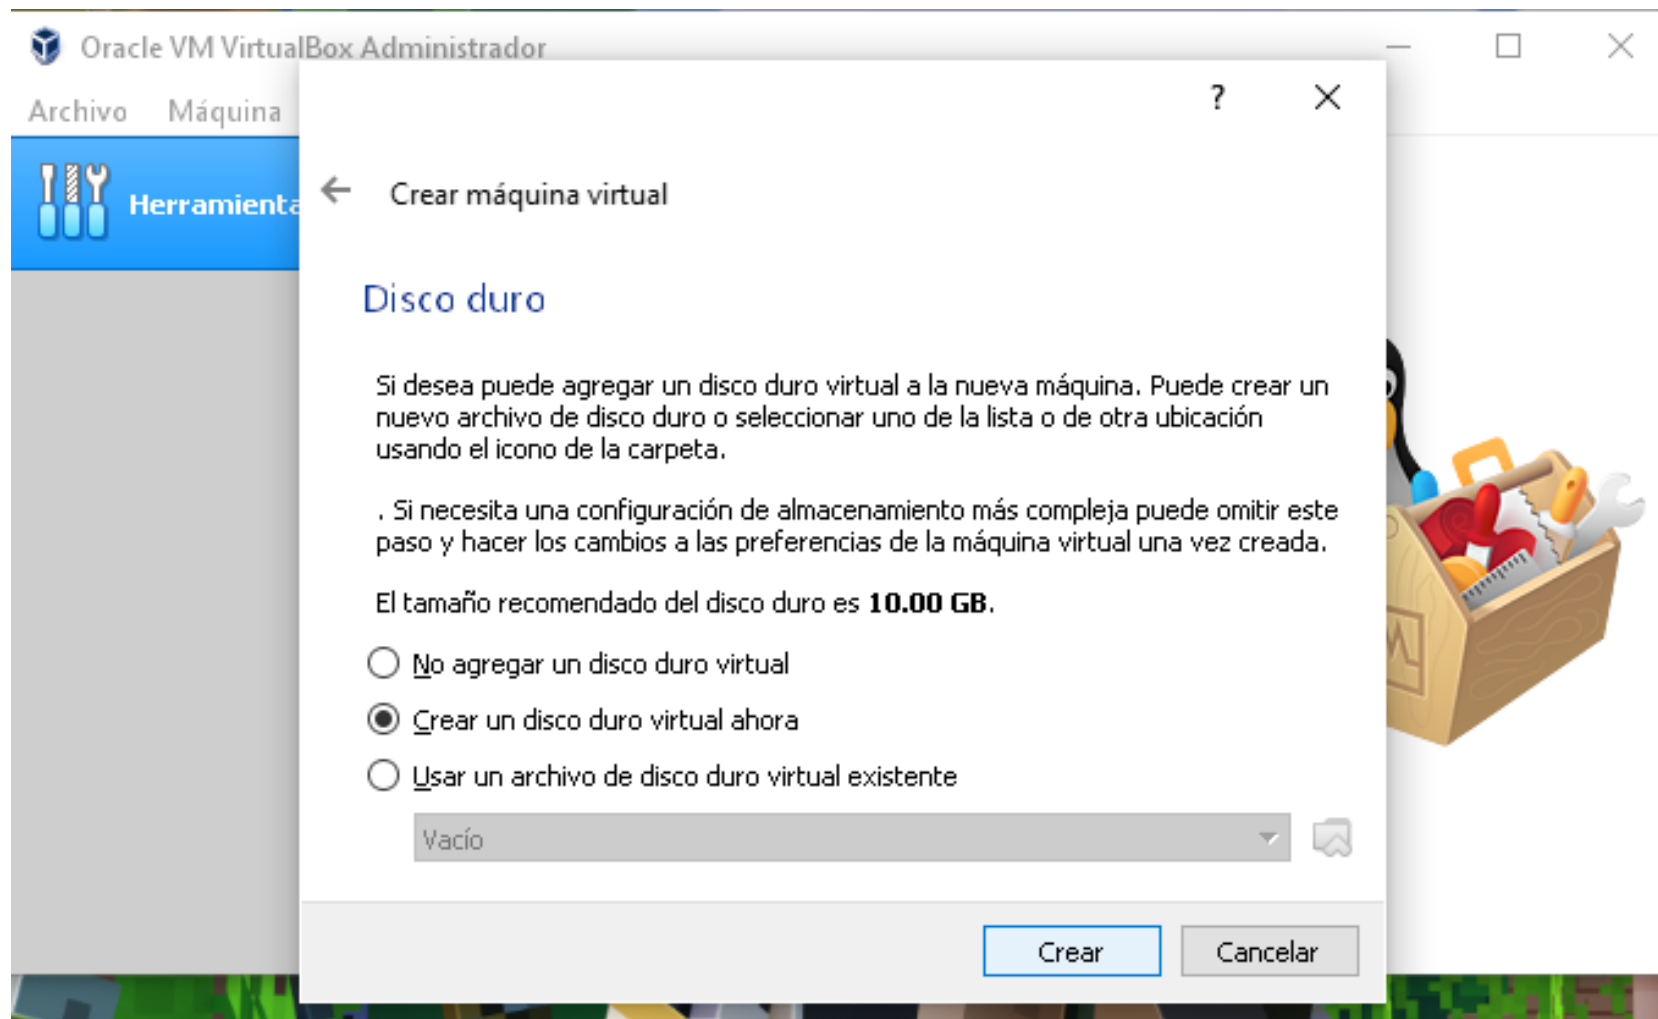 Oracle VM VirtualBox Administrador
Archivo Máquina
?
Herramienta
Crear máquina virtual
Disco duro
Si desea puede agregar un disco duro virtual a la nueva máquina. Puede crear un
nuevo archivo de disco duro o seleccionar uno de la lista o de otra ubicación
usando el icono de la carpeta.
. Si necesita una configuración de almacenamiento más compleja puede omitir este
paso y hacer los cambios a las preferencias de la máquina virtual una vez creada.
El tamaño recomendado del disco duro es 10.00 GB.
No agregar un disco duro virtual
Crear un disco duro virtual ahora
Usar un archivo de disco duro virtual existente
Vacío
Crear Cancelar